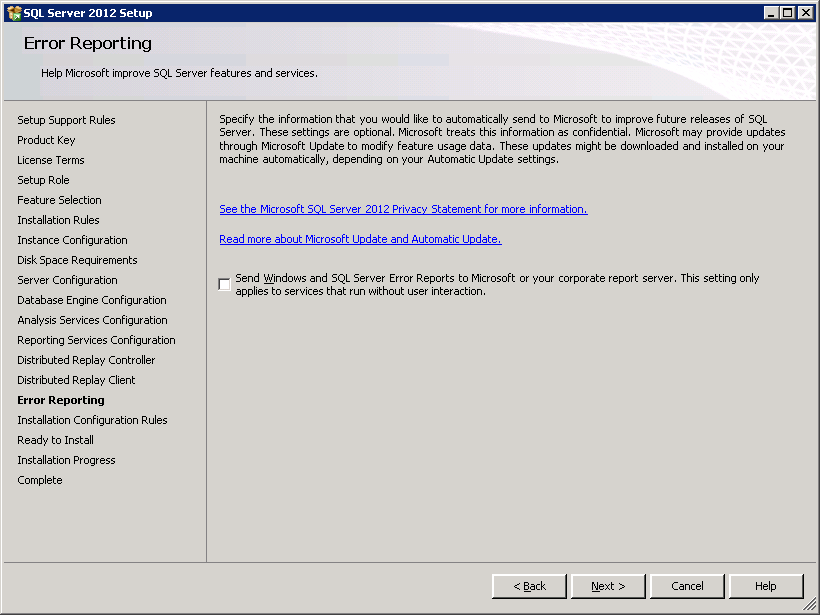 SQL Server 2012 Setup
Error Reporting
Help Microsoft improve SQL Server features and services.
Setup Support Rules
Product Key
License Terms
Setup Role
Feature Selection
Installation Rules
Instance Configuration
Disk Space Requirements
Server Configuration
Database Engine Configuration
Analysis Services Configuration
Reporting Services Configuration
Distributed Replay Controller
Distributed Replay Client
Error Reporting
Installation Configuration Rules
Ready to Install
Installation Progress
Complete
Specify the information that you would like to automatically send to Microsoft to improve future releases of SQL
Server. These settings are optional. Microsoft treats this information as confidential. Microsoft may provide updates
through Microsoft Update to modify feature usage data. These updates might be downloaded and installed on your
machine automatically, depending on your Automatic Update settings.
See the Microsoft SQL Server 2012 Privacy Statement for more information.
Read more about Microsoft Update and Automatic Update.
Send Windows and SQL Server Error Reports to Microsoft or your corporate report server. This setting only
applies to services that run without user interaction.
< Back
Next >
Cancel
Help